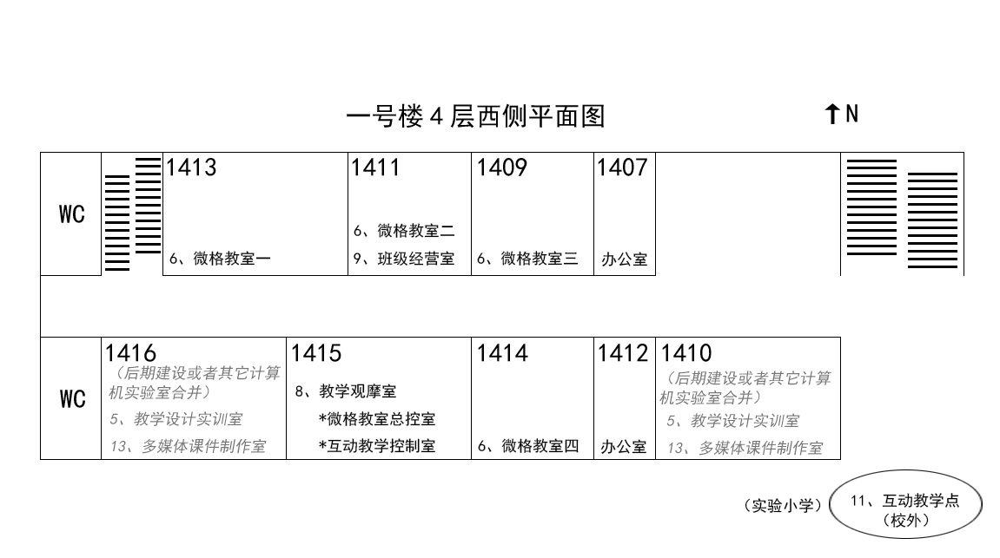 一号楼4层西侧平面图
N
WC
1413
6、微格教室一
1411
6、微格教室二
9、班级经营室
1409
6、微格教室三
1407
办公室
WC
1416
（后期建设或者其它计算
机实验室合并）
5、教学设计实训室
13、多媒体课件制作室
1415
8、教学观摩室
*微格教室总控室
*互动教学控制室
1414
6、微格教室四
1412
办公室
1410
（后期建设或者其它计算
机实验室合并）
5、教学设计实训室
13、多媒体课件制作室
（实验小学）
11、互动教学点
（校外）